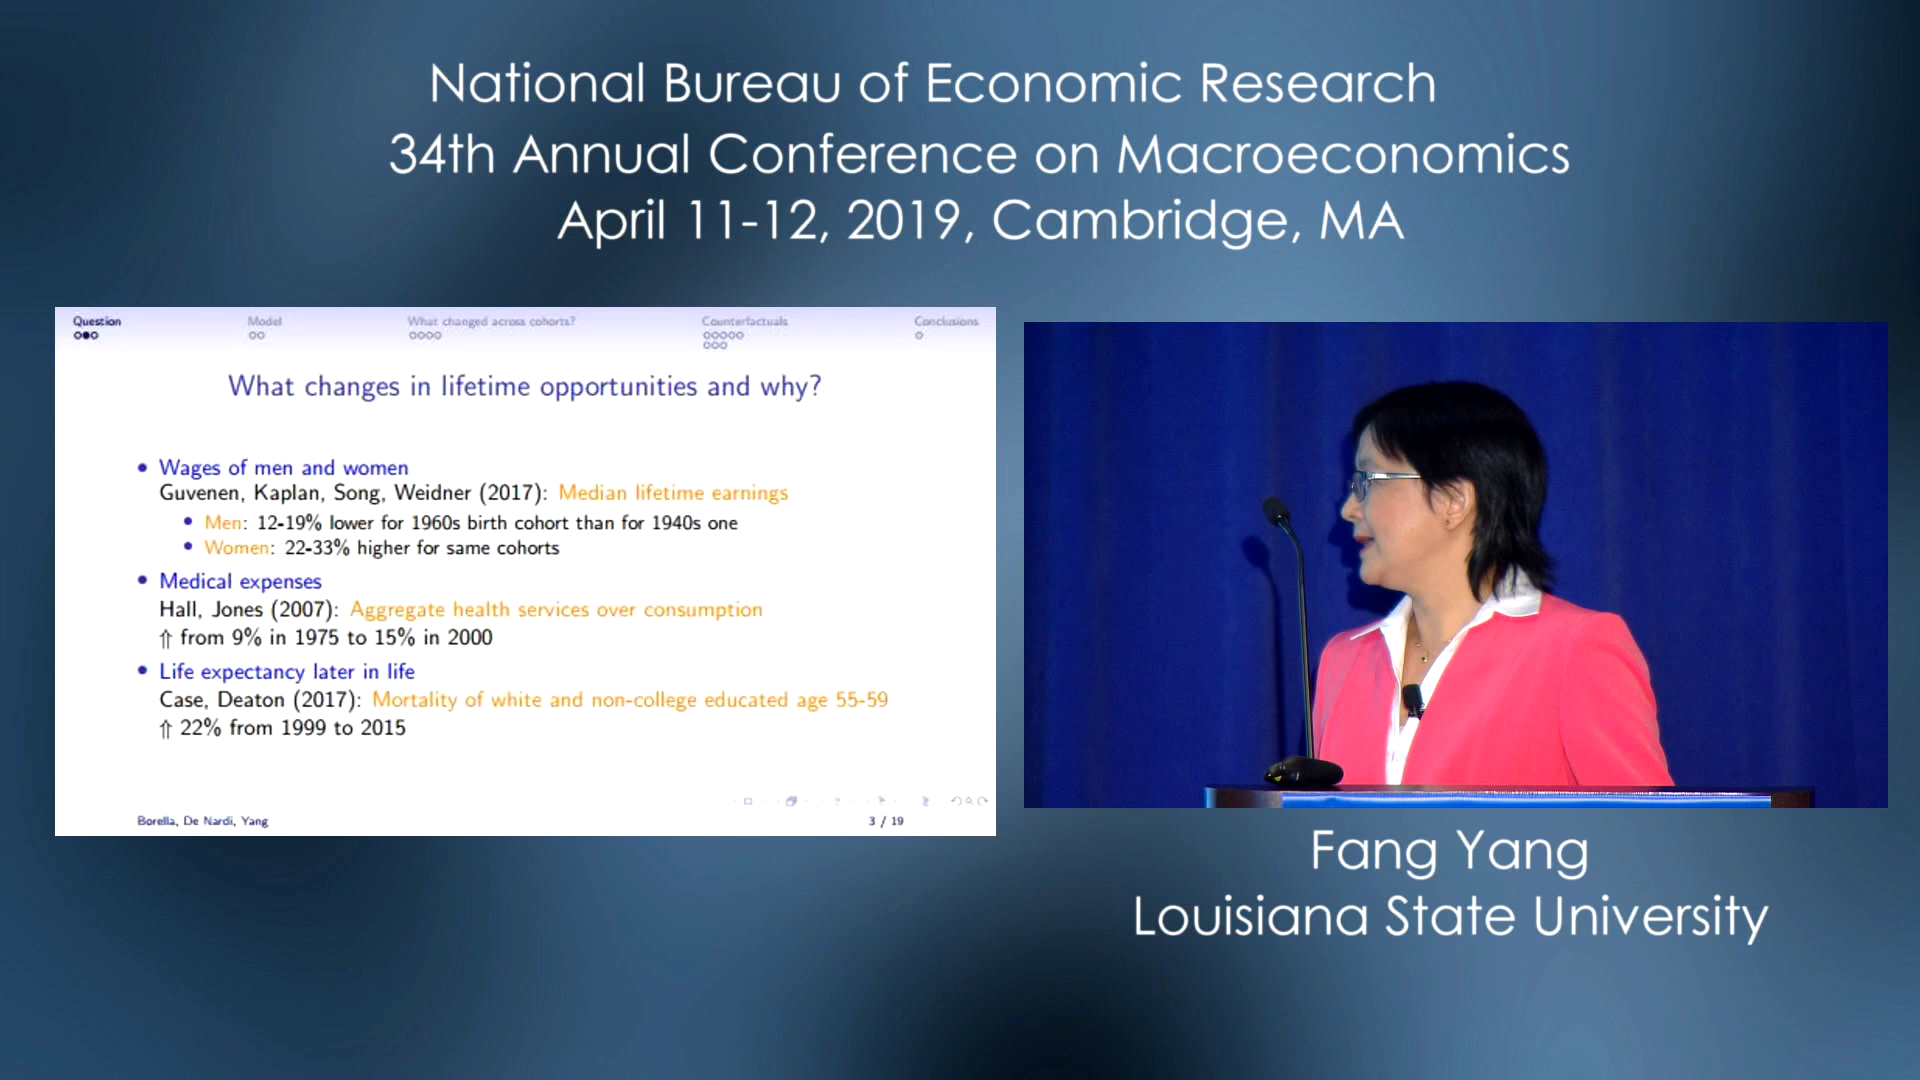 National Bureau of Economic Research
34th Annual Conference on Macroeconomics
April 11-12, 2019, Cambridge, MA
Question
Model
What changed across cohorts?
Counterfactuals
Conclusions
What changes in lifetime opportunities and why?
• Wages of men and women
Guvenen, Kaplan, Song, Weidner (2017): Median lifetime earnings
• Men: 12-19% lower for 1960s birth cohort than for 1940s one
• Women: 22-33% higher for same cohorts
• Medical expenses
Hall, Jones (2007): Aggregate health services over consumption
⇑ from 9% in 1975 to 15% in 2000
• Life expectancy later in life
Case, Deaton (2017): Mortality of white and non-college educated age 55-59
⇑ 22% from 1999 to 2015
Borella, De Nardi, Yang
3 / 19
Fang Yang
Louisiana State University